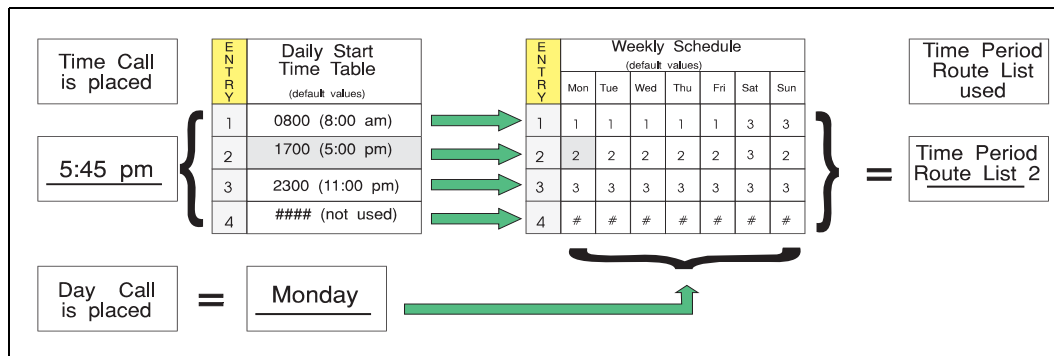 Time Call
is placed
5:45 pm
ENTRY
Daily Start
Time Table
(default values)
1 0800 (8:00 am)
2 1700 (5:00 pm)
3 2300 (11:00 pm)
4 #### (not used)
ENTRY
Weekly Schedule
(default values)
Mon Tue Wed Thu Fri Sat Sun
1 1 1 1 1 1 3 3
2 2 2 2 2 2 3 2
3 3 3 3 3 3 3 3
4 # # # # # # #
=
Time Period
Route List
used
Time Period
Route List 2
Day Call
is placed
=
Monday